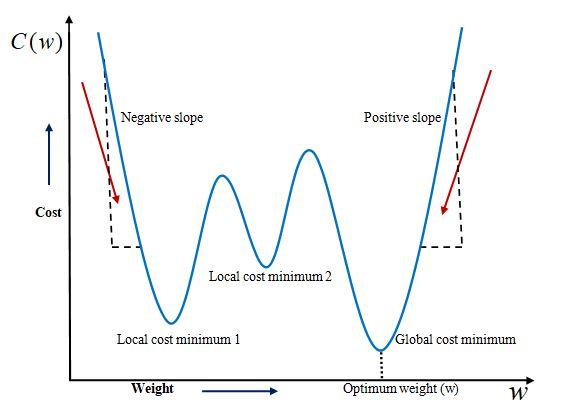 C(w)
Negative slope
Positive slope
Cost
Local cost minimum 2
Local cost minimum 1
Global cost minimum
Weight
Optimum weight (w)
w